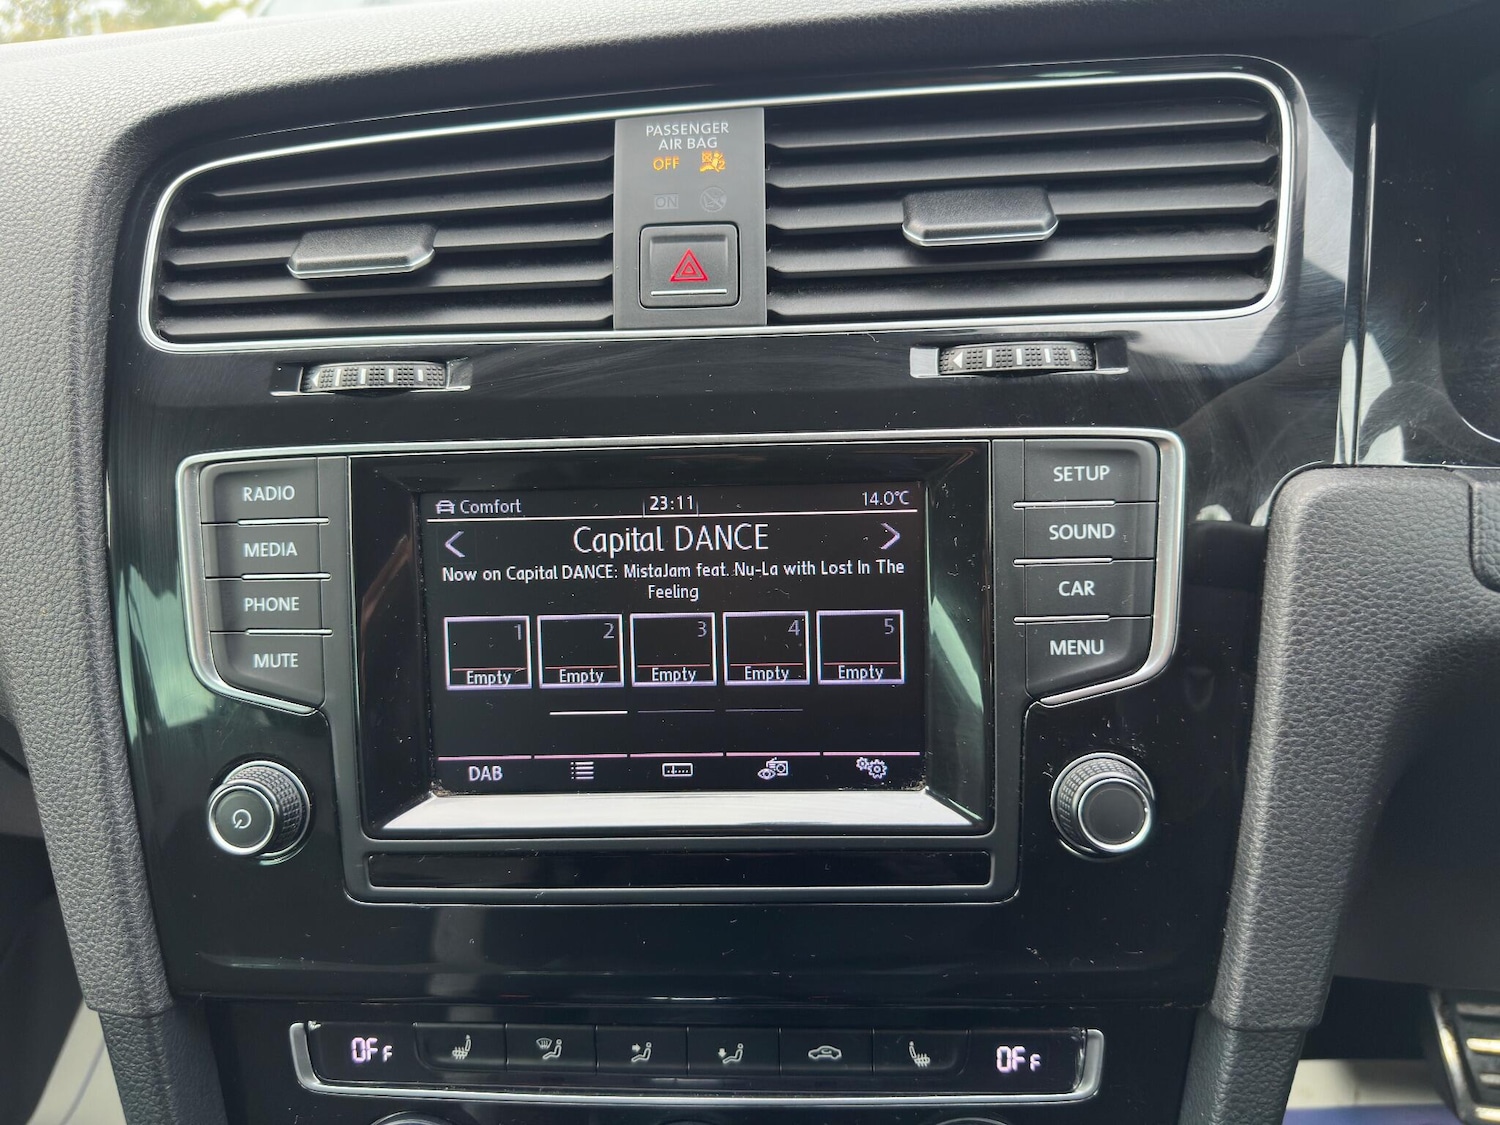 PASSENGER
AIR BAG
OFF
ON
RADIO
MEDIA
PHONE
MUTE
Comfort 23:11 14.0°C
Capital DANCE
Now on Capital DANCE: MistaJam feat. Nu-La with Lost In The
Feeling
1 2 3 4 5
Empty Empty Empty Empty Empty
DAB
SETUP
SOUND
CAR
MENU
OFF OFF